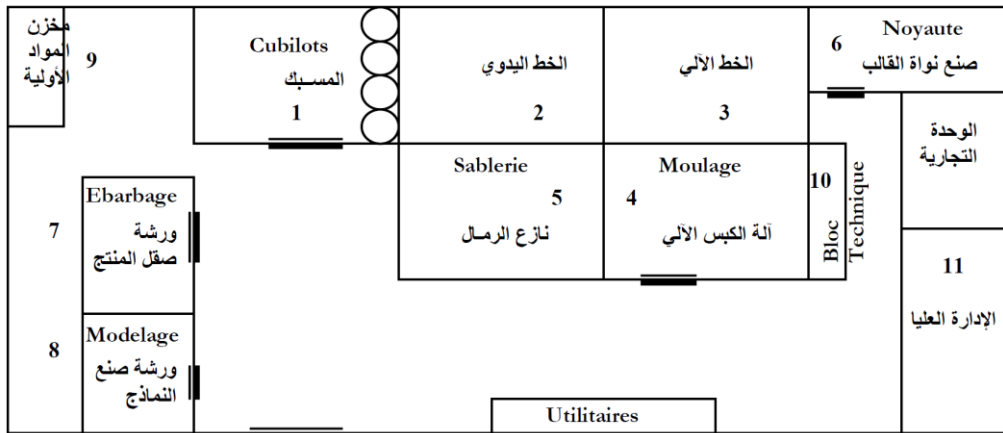 مخزن
المواد
الأولية
9
Cubilots
المســبك
1
الخط اليدوي
2
الخط الآلي
3
6
Noyaute
صنع نواة القالب
الوحدة
التجارية
Sablerie
5
نازع الرمــال
Moulage
4
آلة الكبس الآلي
10
Bloc
Technique
7
Ebarbage
ورشة
صقل المنتج
11
الإدارة العليا
8
Modelage
ورشة صنع
النماذج
Utilitaires